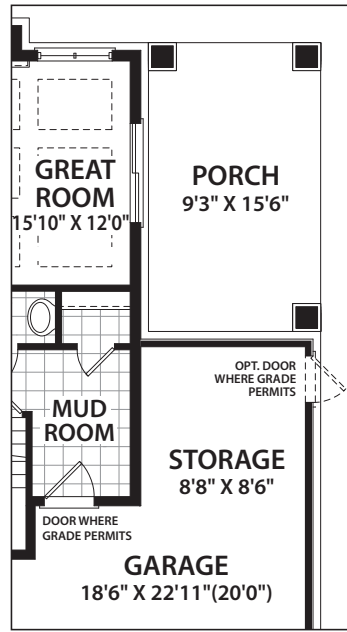 GREAT
ROOM
15'10" X 12'0"
PORCH
9'3" X 15'6"
OPT. DOOR
WHERE GRADE
PERMITS
MUD
ROOM
STORAGE
8'8" X 8'6"
DOOR WHERE
GRADE PERMITS
GARAGE
18'6" X 22'11"(20'0")